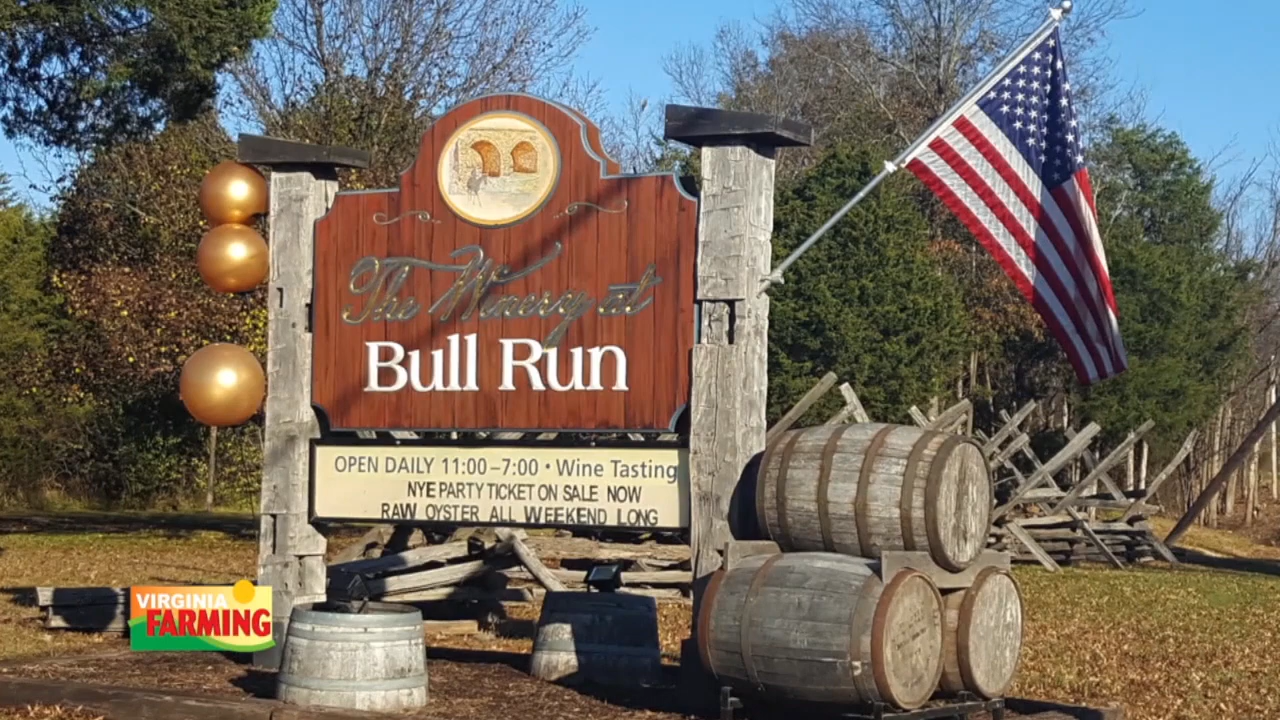 The Winery at
Bull Run
OPEN DAILY 11:00–7:00 • Wine Tasting
NYE PARTY TICKET ON SALE NOW
RAW OYSTER ALL WEEKEND LONG
VIRGINIA
FARMING